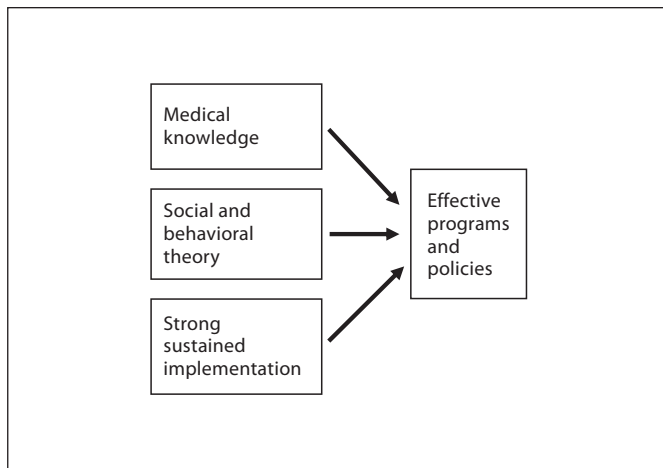 Medical
knowledge
Social and
behavioral
theory
Strong
sustained
implementation
Effective
programs
and
policies